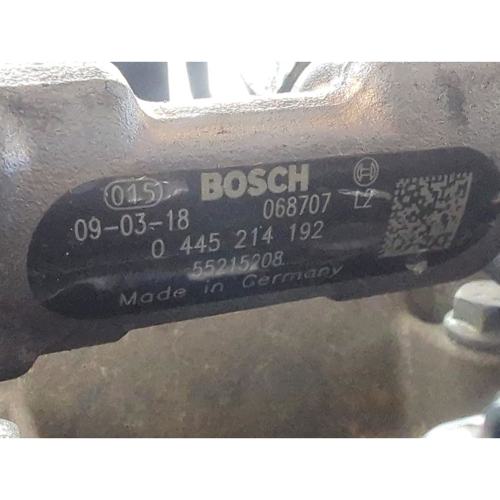 015 BOSCH
09-03-18 068707 L2
0 445 214 192
55215208
Made in Germany